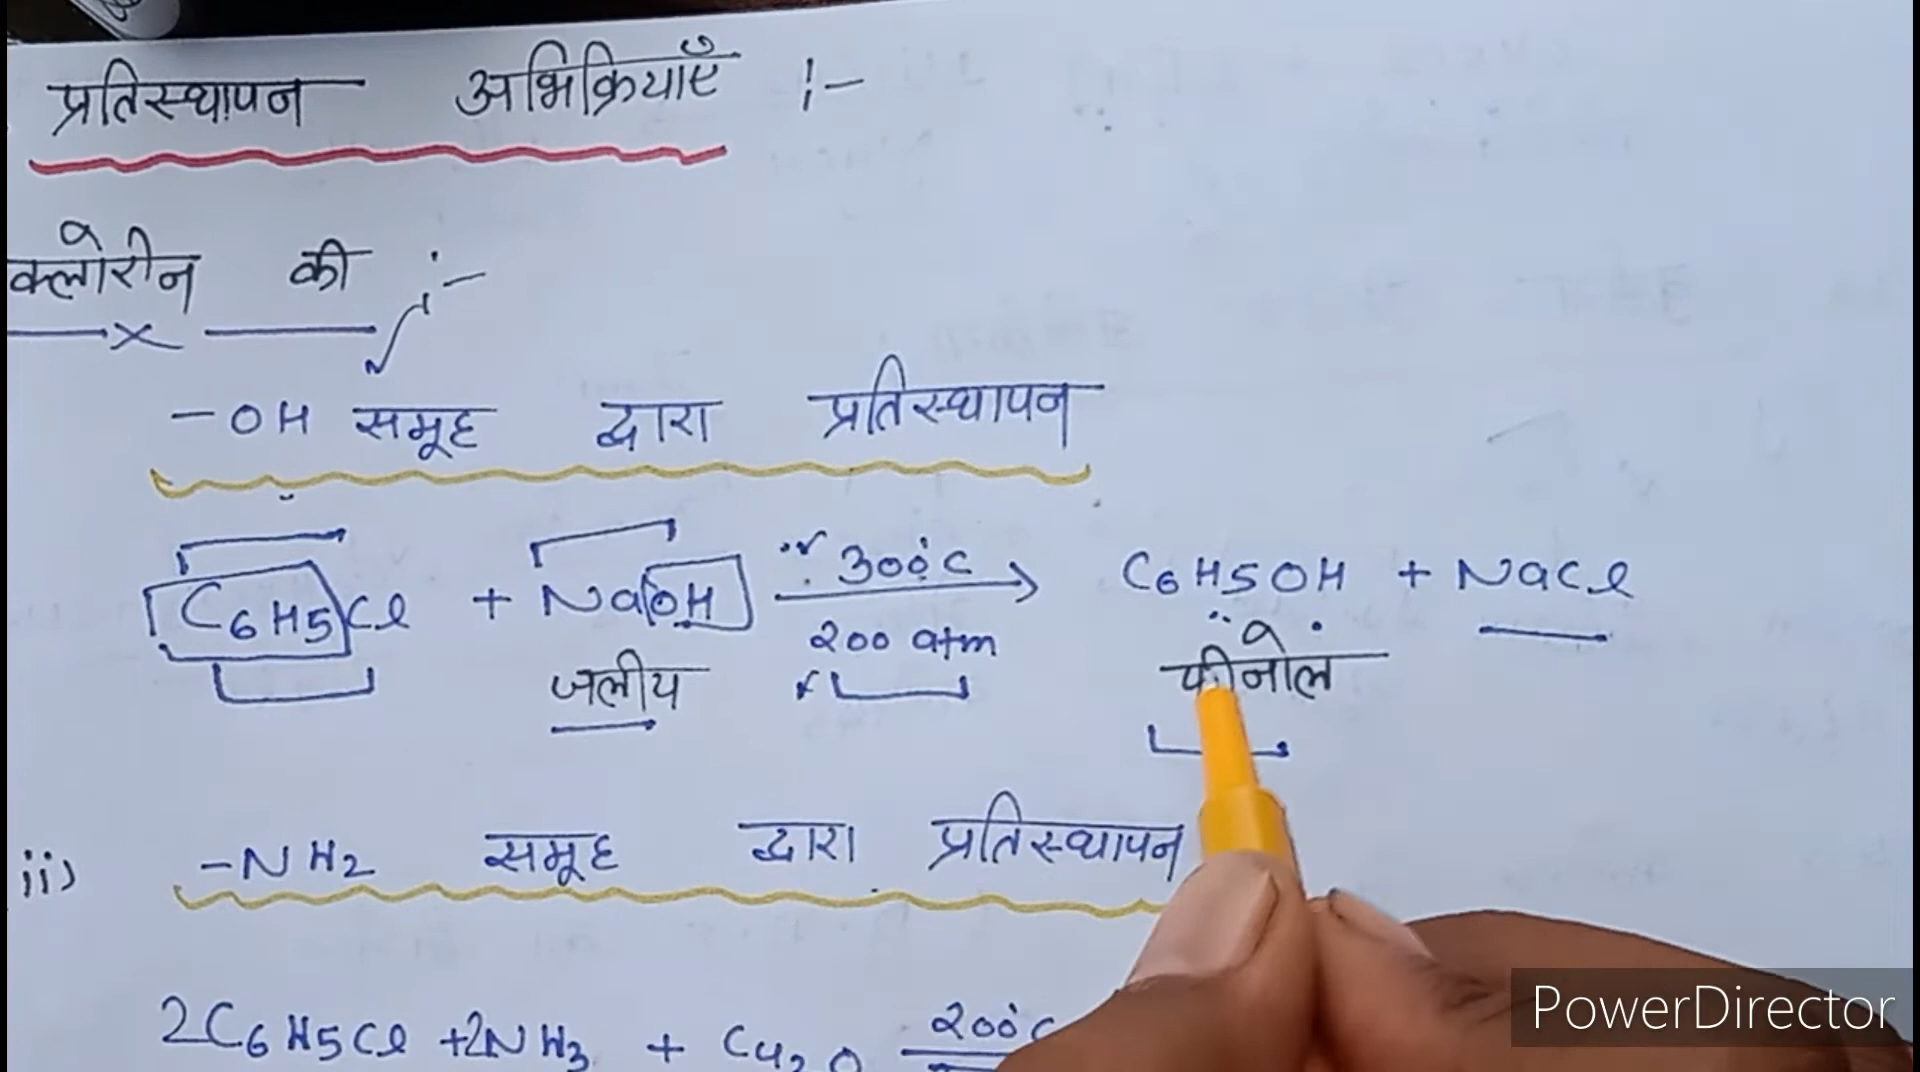 प्रतिस्थापन अभिक्रियाएँ :-
क्लोरीन की :-
-OH समूह द्वारा प्रतिस्थापन
C6H5Cl + NaOH 300°C C6H5OH + NaCl
200 atm
जलीय फीनोल
ii) -NH2 समूह द्वारा प्रतिस्थापन
2C6H5Cl +2NH3 + Cu2O 200°C
PowerDirector